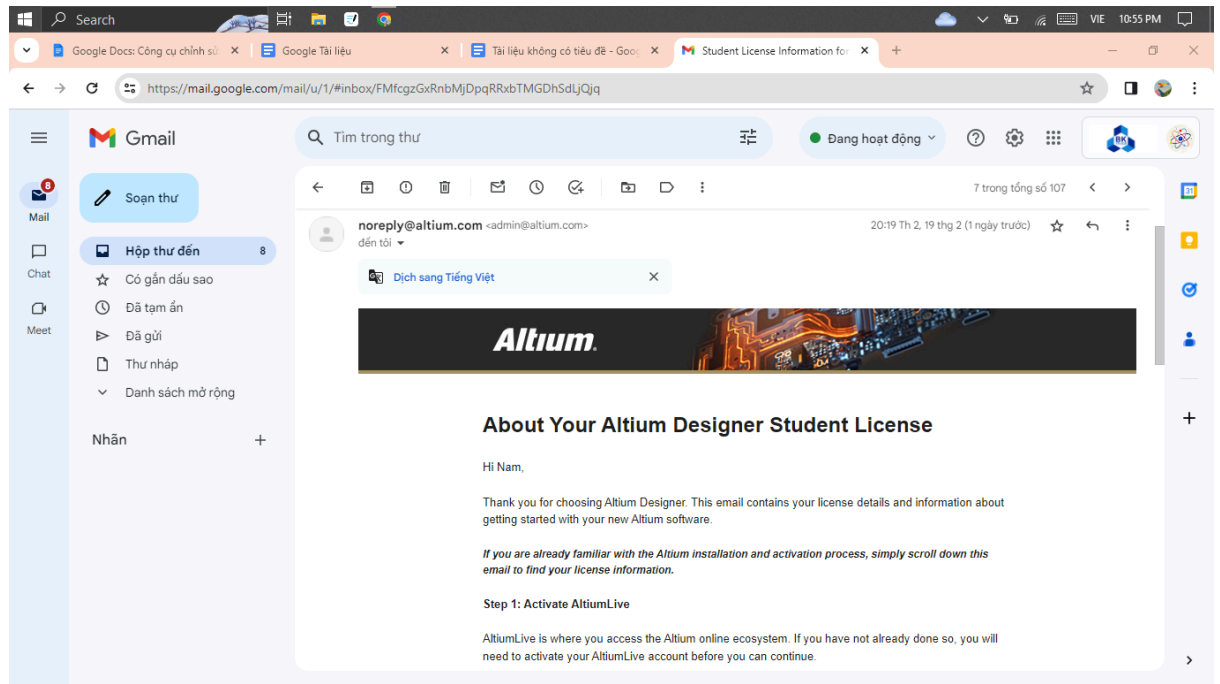 Search
VIE
10:55 PM
Google Docs: Công cụ chỉnh sử
Google Tài liệu
Tài liệu không có tiêu đề - Goog
Student License Information for
https://mail.google.com/mail/u/1/#inbox/FMfcgzGxRnbMjDpqRRxbTMGDhSdLjQjq
Gmail
Tìm trong thư
Đang hoạt động
BK
8
Mail
Chat
Meet
Soạn thư
Hộp thư đến 8
Có gắn dấu sao
Đã tạm ẩn
Đã gửi
Thư nháp
Danh sách mở rộng
Nhãn
7 trong tổng số 107
31
noreply@altium.com <admin@altium.com>
20:19 Th 2, 19 thg 2 (1 ngày trước)
đến tôi
Dịch sang Tiếng Việt
Altium.
About Your Altium Designer Student License
Hi Nam,
Thank you for choosing Altium Designer. This email contains your license details and information about
getting started with your new Altium software.
If you are already familiar with the Altium installation and activation process, simply scroll down this
email to find your license information.
Step 1: Activate AltiumLive
AltiumLive is where you access the Altium online ecosystem. If you have not already done so, you will
need to activate your AltiumLive account before you can continue.